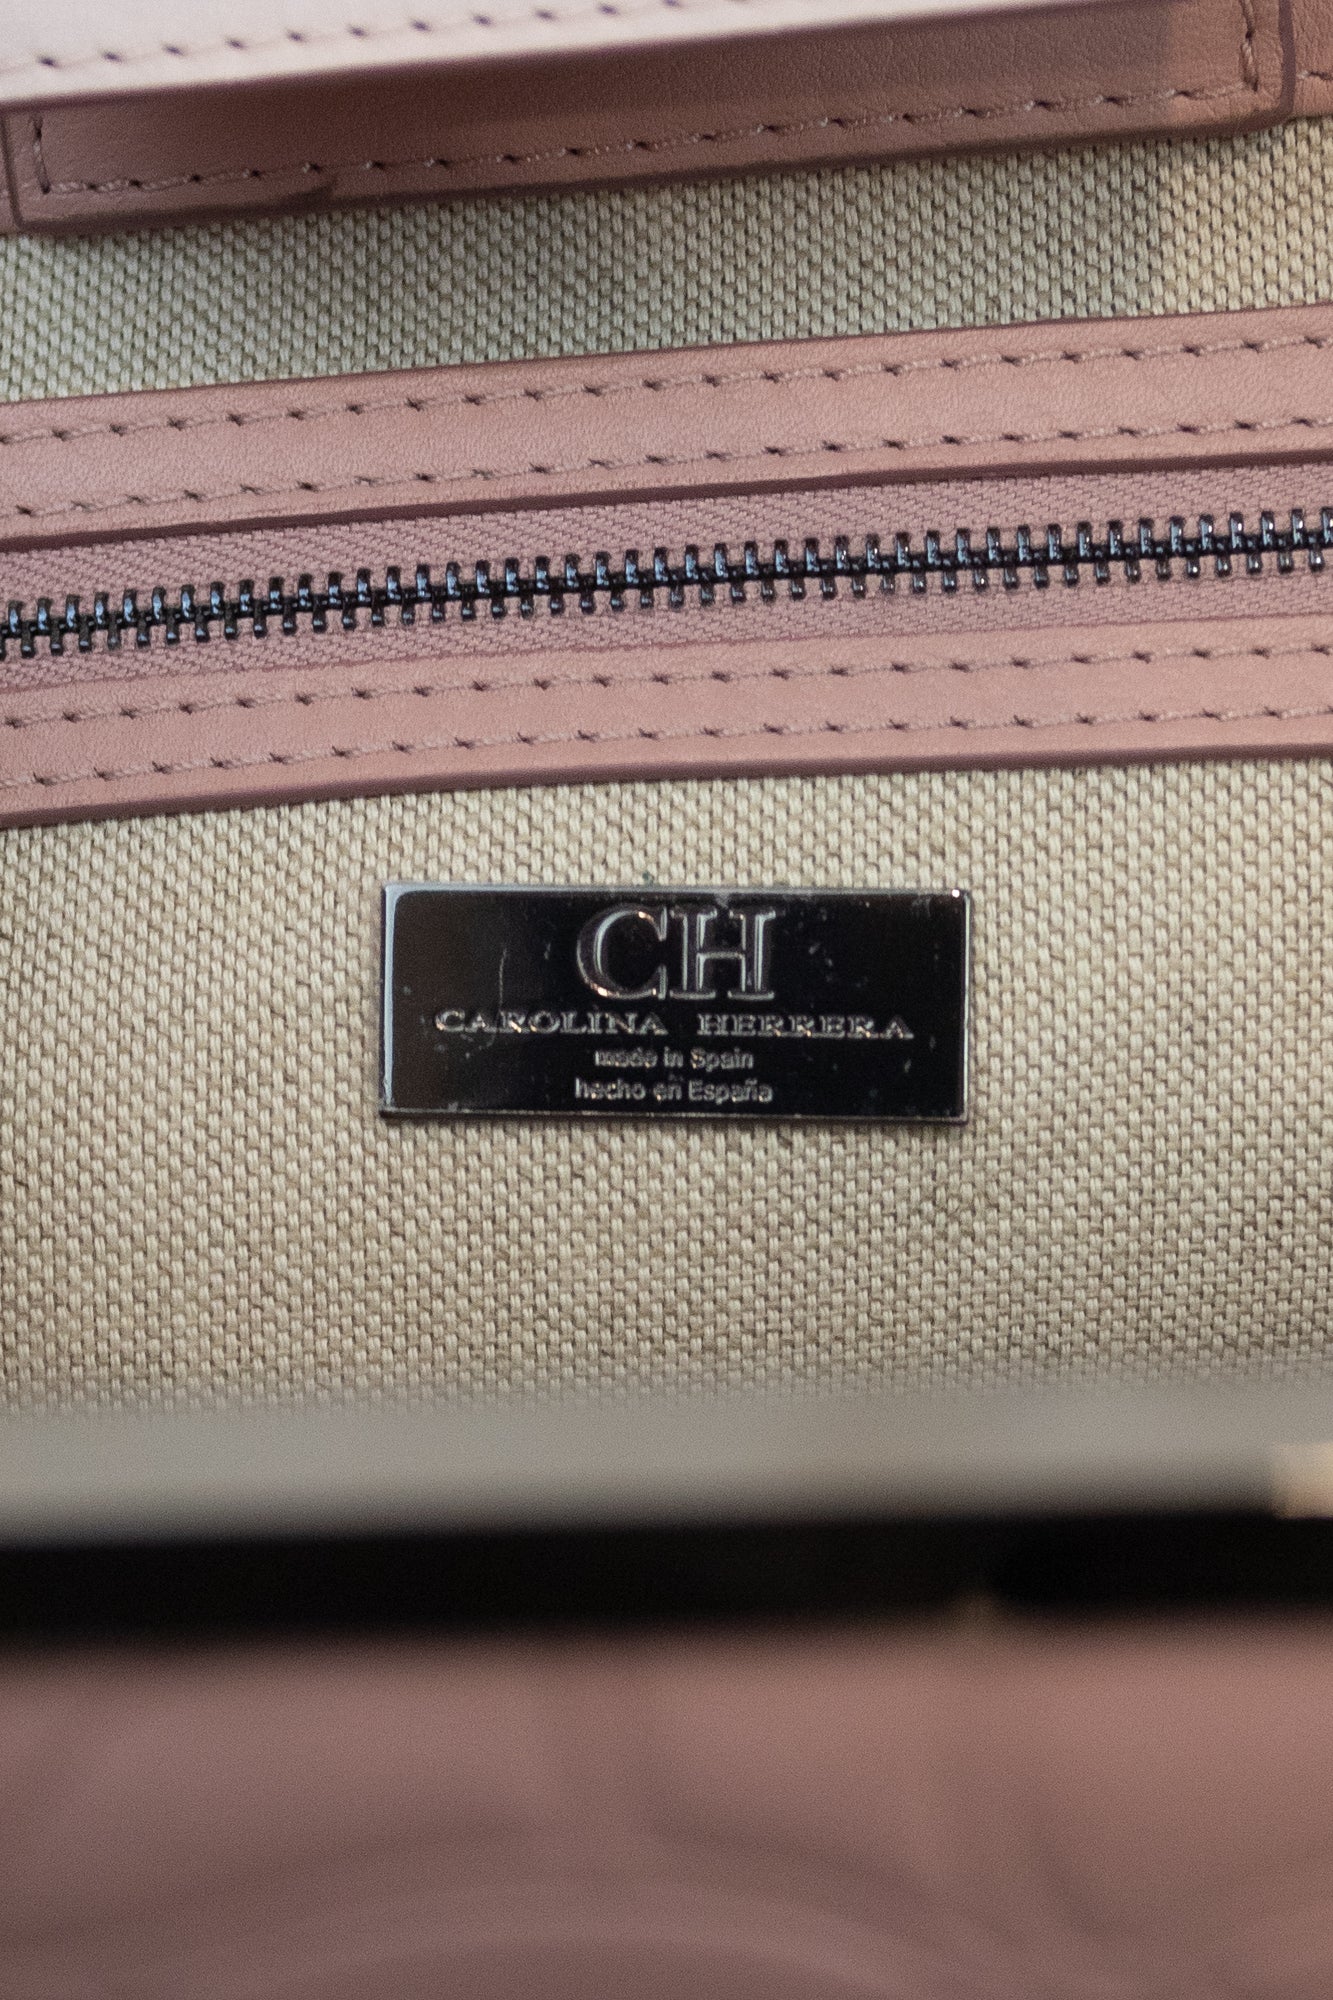 CH
CAROLINA HERRERA
made in Spain
hecho en España